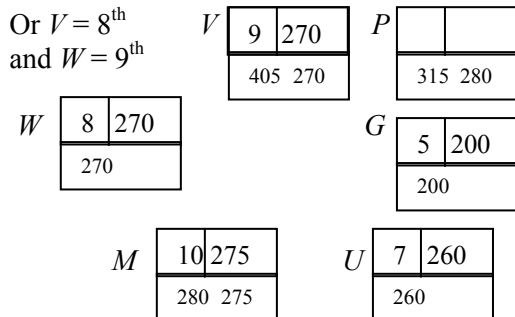 Or V = 8th
and W = 9th
V
9 270
405 270
P
315 280
W
8 270
270
G
5 200
200
M
10 275
280 275
U
7 260
260